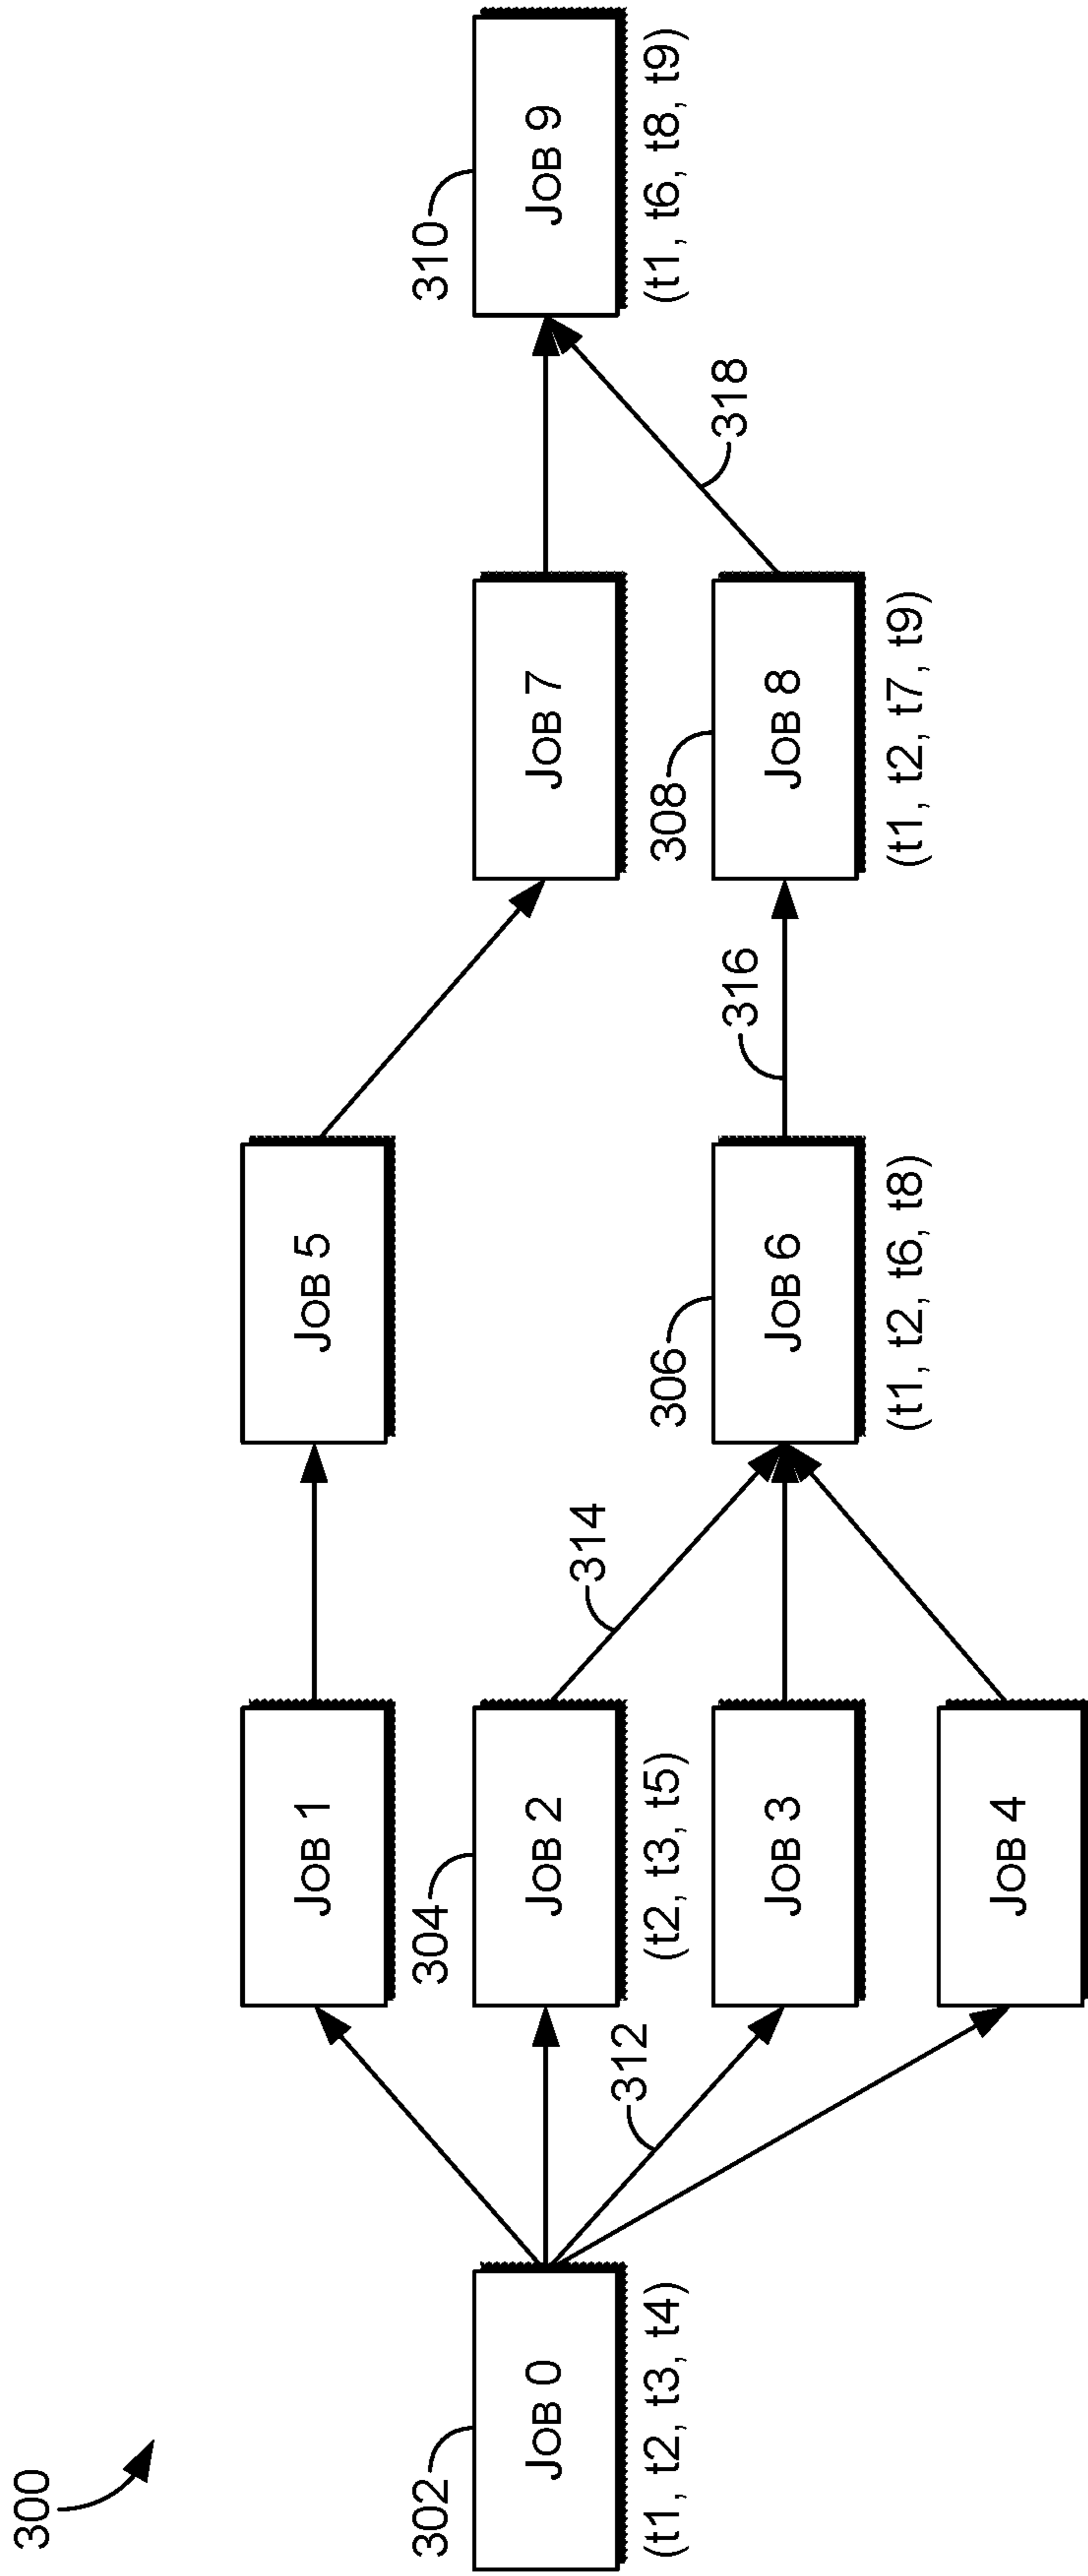 300
302
JOB 0
(t1, t2, t3, t4)
312
JOB 1
304
JOB 2
(t2, t3, t5)
JOB 3
JOB 4
314
JOB 5
306
JOB 6
(t1, t2, t6, t8)
316
JOB 7
308
JOB 8
(t1, t2, t7, t9)
318
310
JOB 9
(t1, t6, t8, t9)